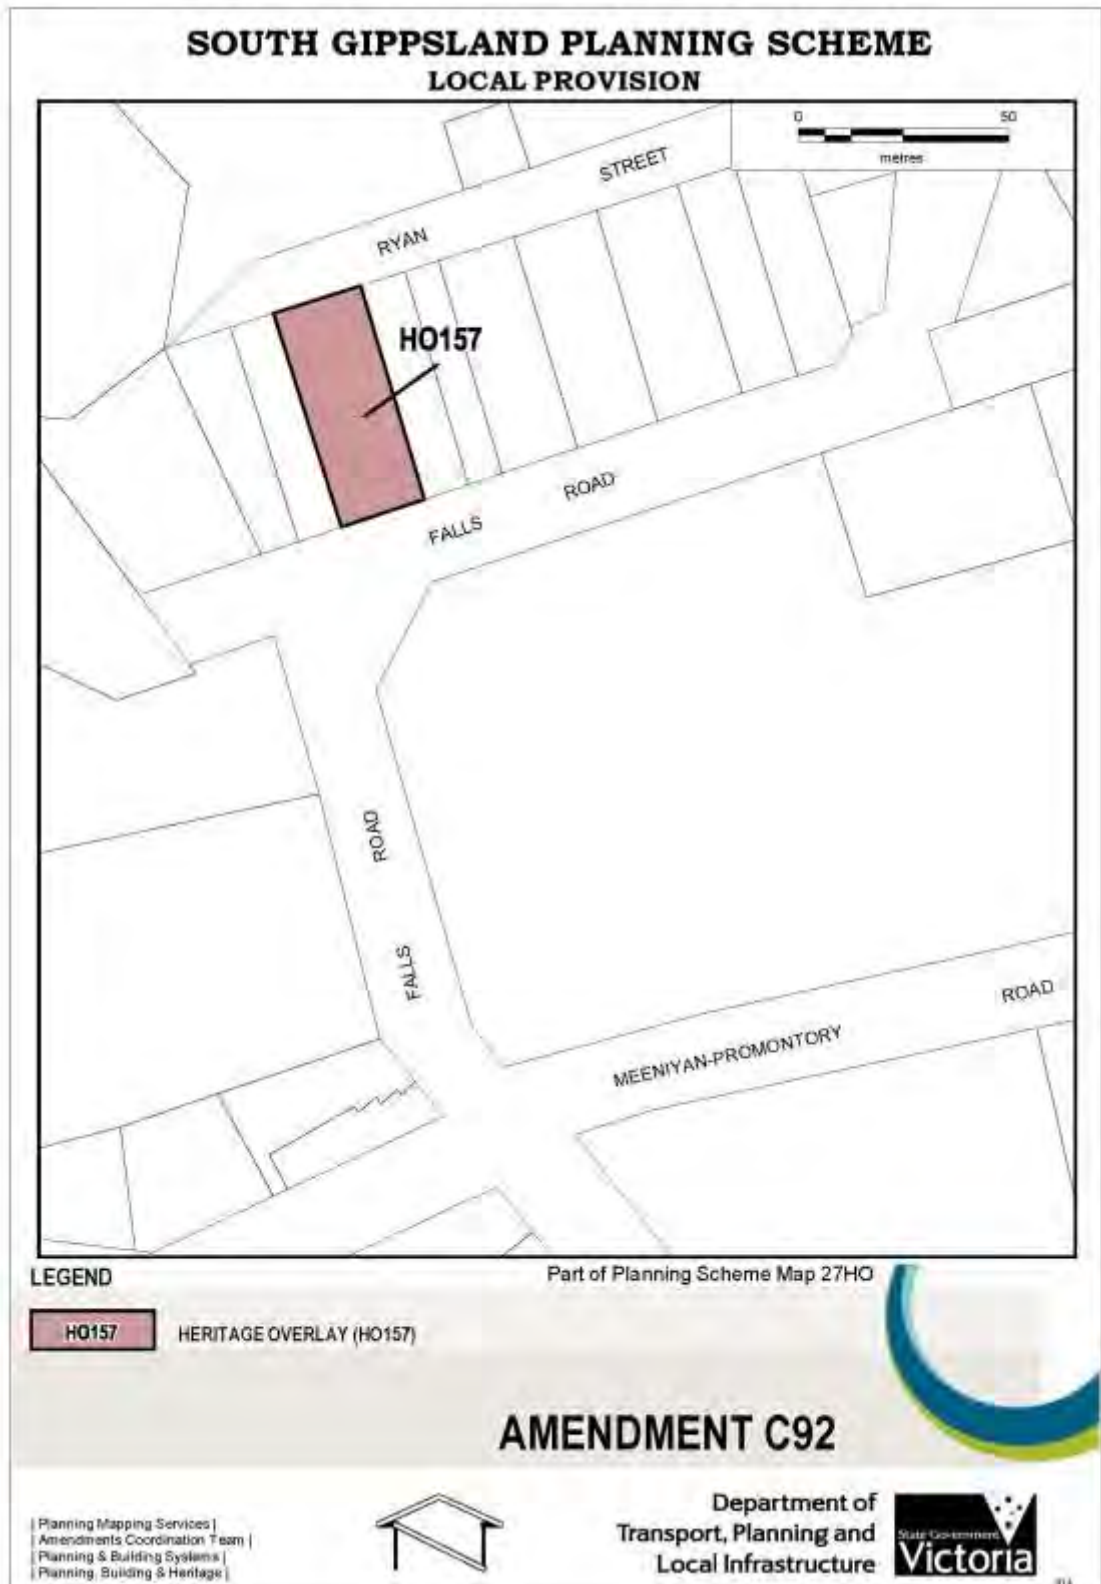 SOUTH GIPPSLAND PLANNING SCHEME
LOCAL PROVISION
0 50
metres
STREET
RYAN
HO157
ROAD
FALLS
ROAD
FALLS
ROAD
MEENIYAN-PROMONTORY
LEGEND
Part of Planning Scheme Map 27HO
HO157 HERITAGE OVERLAY (HO157)
AMENDMENT C92
| Planning Mapping Services |
| Amendments Coordination Team |
| Planning & Building Systems |
| Planning, Building & Heritage |
Department of
Transport, Planning and
Local Infrastructure
State Government
Victoria